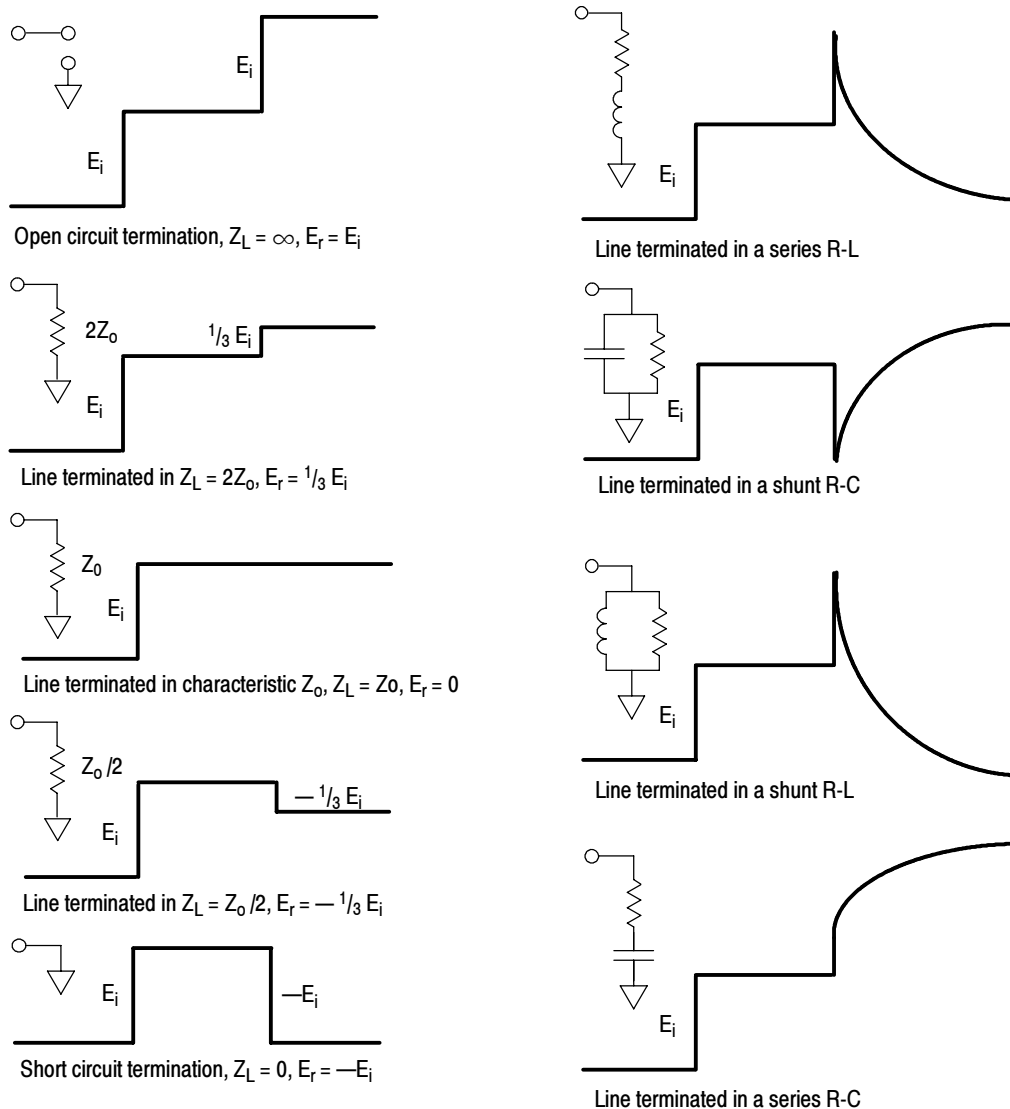 E_i
E_i
Open circuit termination, Z_L = ∞, E_r = E_i
2Z_o
1/3 E_i
E_i
Line terminated in Z_L = 2Z_o, E_r = 1/3 E_i
Z_o
E_i
Line terminated in characteristic Z_o, Z_L = Zo, E_r = 0
Z_o/2
— 1/3 E_i
E_i
Line terminated in Z_L = Z_o/2, E_r = — 1/3 E_i
E_i
—E_i
Short circuit termination, Z_L = 0, E_r = —E_i
E_i
Line terminated in a series R-L
E_i
Line terminated in a shunt R-C
E_i
Line terminated in a shunt R-L
E_i
Line terminated in a series R-C